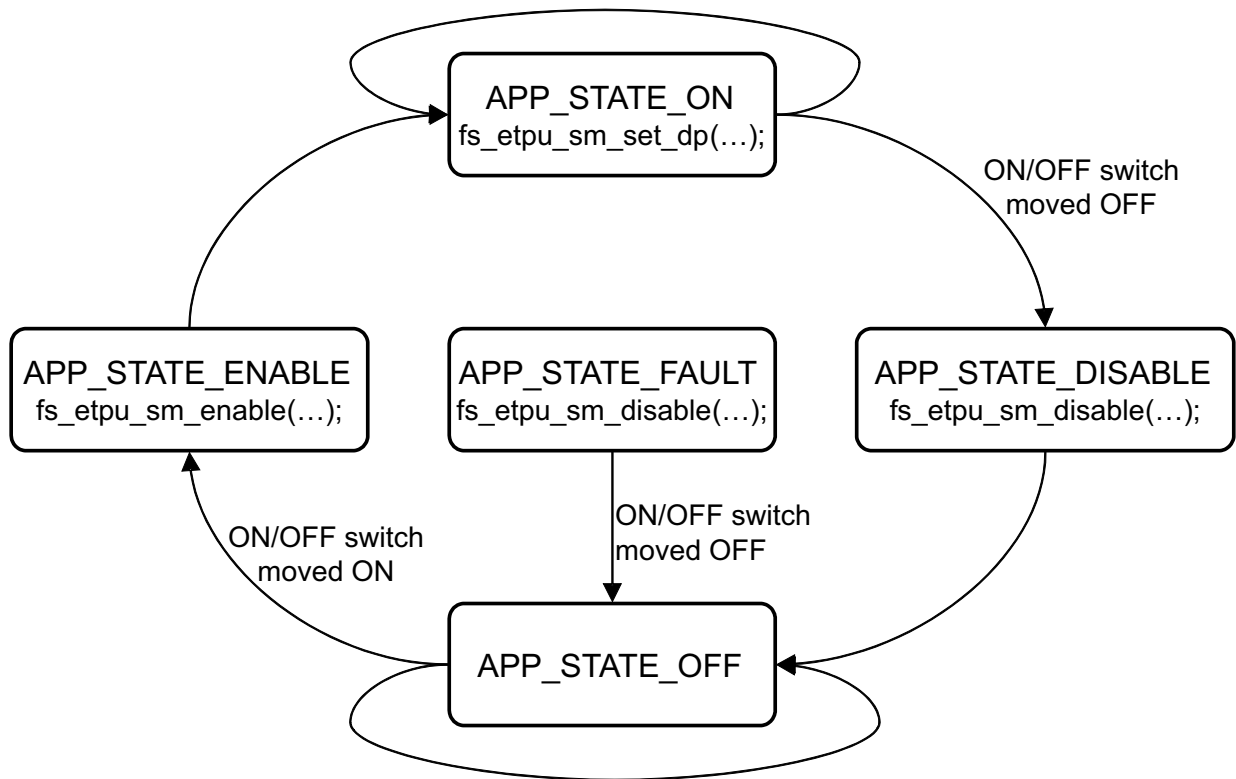 APP_STATE_ON
fs_etpu_sm_set_dp(…);
ON/OFF switch
moved OFF
APP_STATE_ENABLE
fs_etpu_sm_enable(…);
APP_STATE_FAULT
fs_etpu_sm_disable(…);
APP_STATE_DISABLE
fs_etpu_sm_disable(…);
ON/OFF switch
moved ON
ON/OFF switch
moved OFF
APP_STATE_OFF